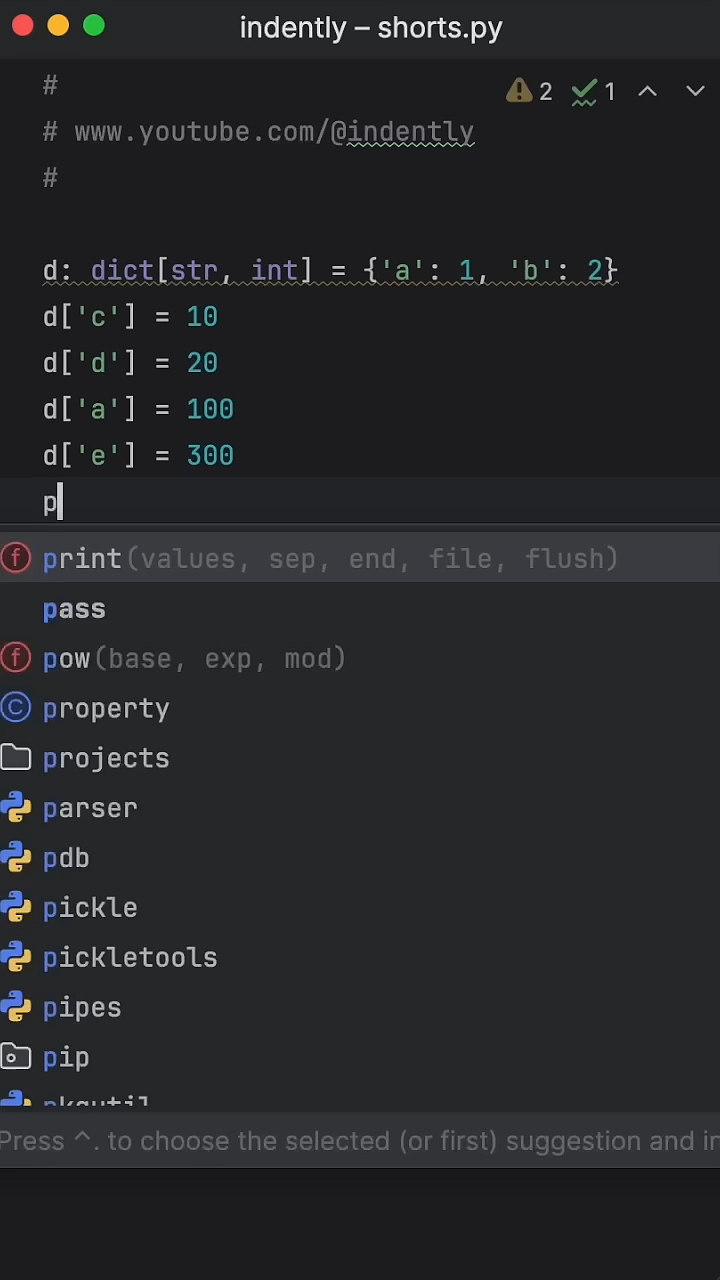 indently – shorts.py
#
2
1
# www.youtube.com/@indently
#
d: dict[str, int] = {'a': 1, 'b': 2}
d['c'] = 10
d['d'] = 20
d['a'] = 100
d['e'] = 300
p
print(values, sep, end, file, flush)
pass
pow(base, exp, mod)
property
projects
parser
pdb
pickle
pickletools
pipes
pip
pkgutil
Press ^. to choose the selected (or first) suggestion and in